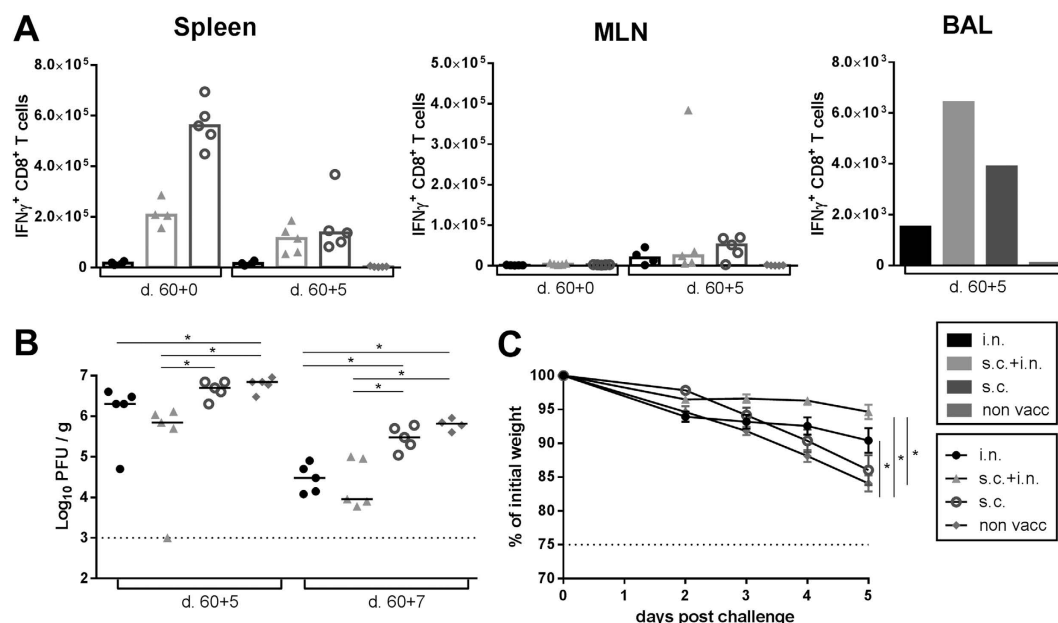 A
Spleen
IFNγ⁺ CD8⁺ T cells
8.0×10⁵
6.0×10⁵
4.0×10⁵
2.0×10⁵
0
d. 60+0
d. 60+5
MLN
IFNγ⁺ CD8⁺ T cells
5.0×10⁵
4.0×10⁵
3.0×10⁵
2.0×10⁵
1.0×10⁵
0
d. 60+0
d. 60+5
BAL
IFNγ⁺ CD8⁺ T cells
8.0×10³
6.0×10³
4.0×10³
2.0×10³
0
d. 60+5
B
Log₁₀ PFU / g
7
6
5
4
3
2
* * * * * * *
d. 60+5
d. 60+7
C
% of initial weight
100
95
90
85
80
75
70
0 1 2 3 4 5
days post challenge
* * *
i.n.
s.c.+i.n.
s.c.
non vacc
i.n.
s.c.+i.n.
s.c.
non vacc